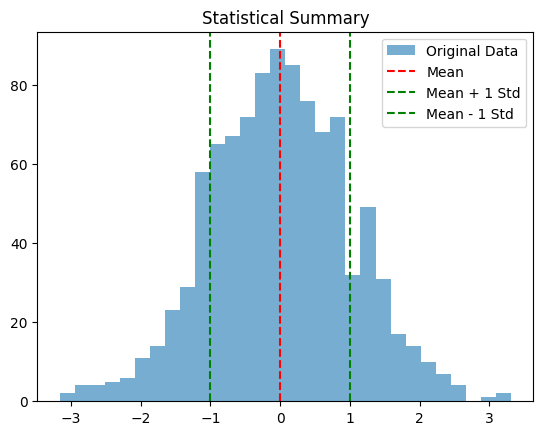 Statistical Summary
Original Data
Mean
Mean + 1 Std
Mean - 1 Std
80
60
40
20
0
−3 −2 −1 0 1 2 3